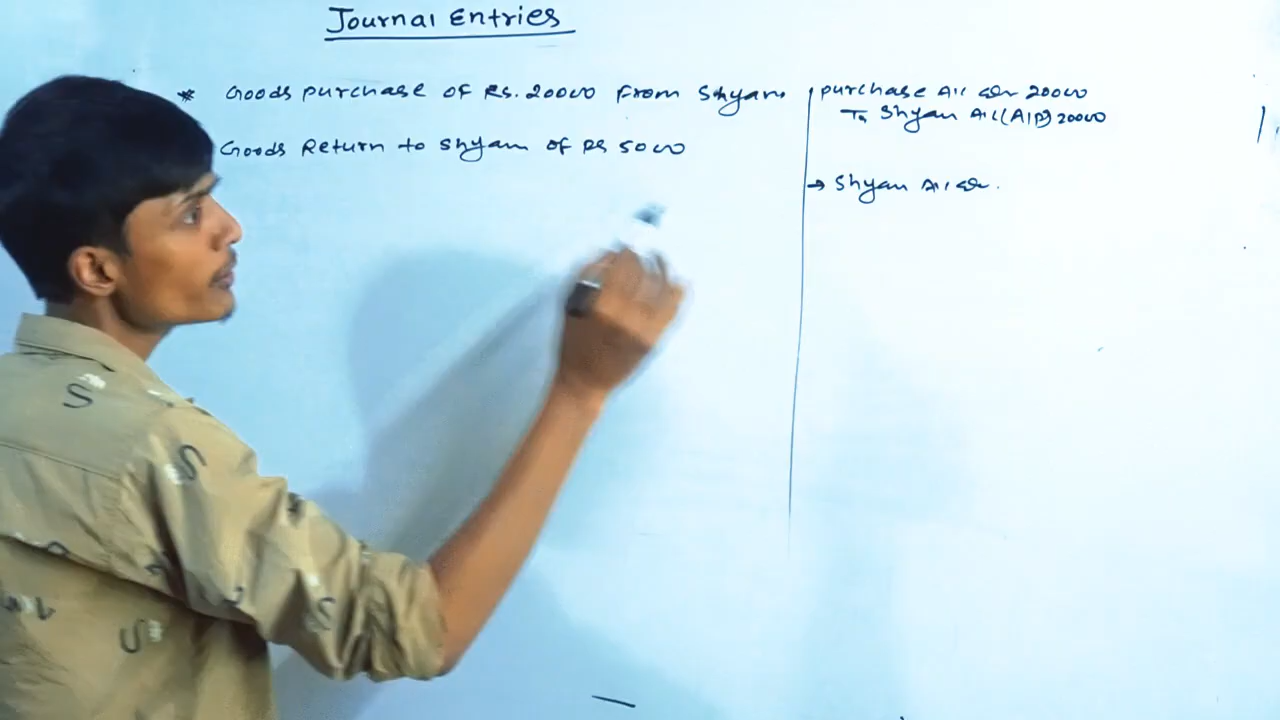 Journal Entries
* Goods purchase of Rs. 20000 from Shyam
purchase A/c Dr 20000
To Shyam A/c (A/P) 20000
Goods Return to Shyam of Rs 5000
→ Shyam A/c Dr.